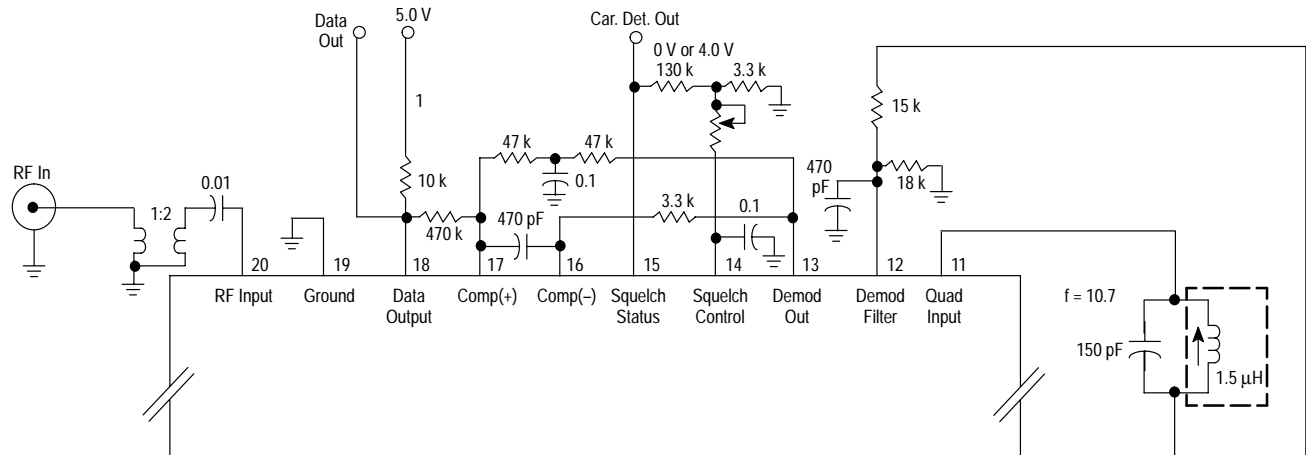 Data
Out
5.0 V
Car. Det. Out
0 V or 4.0 V
130 k
3.3 k
1
15 k
47 k
47 k
RF In
0.01
1:2
10 k
0.1
470
pF
18 k
3.3 k
0.1
470 k
470 pF
20
19
18
17
16
15
14
13
12
11
RF Input
Ground
Data
Output
Comp(+)
Comp(–)
Squelch
Status
Squelch
Control
Demod
Out
Demod
Filter
Quad
Input
f = 10.7
150 pF
1.5 µH